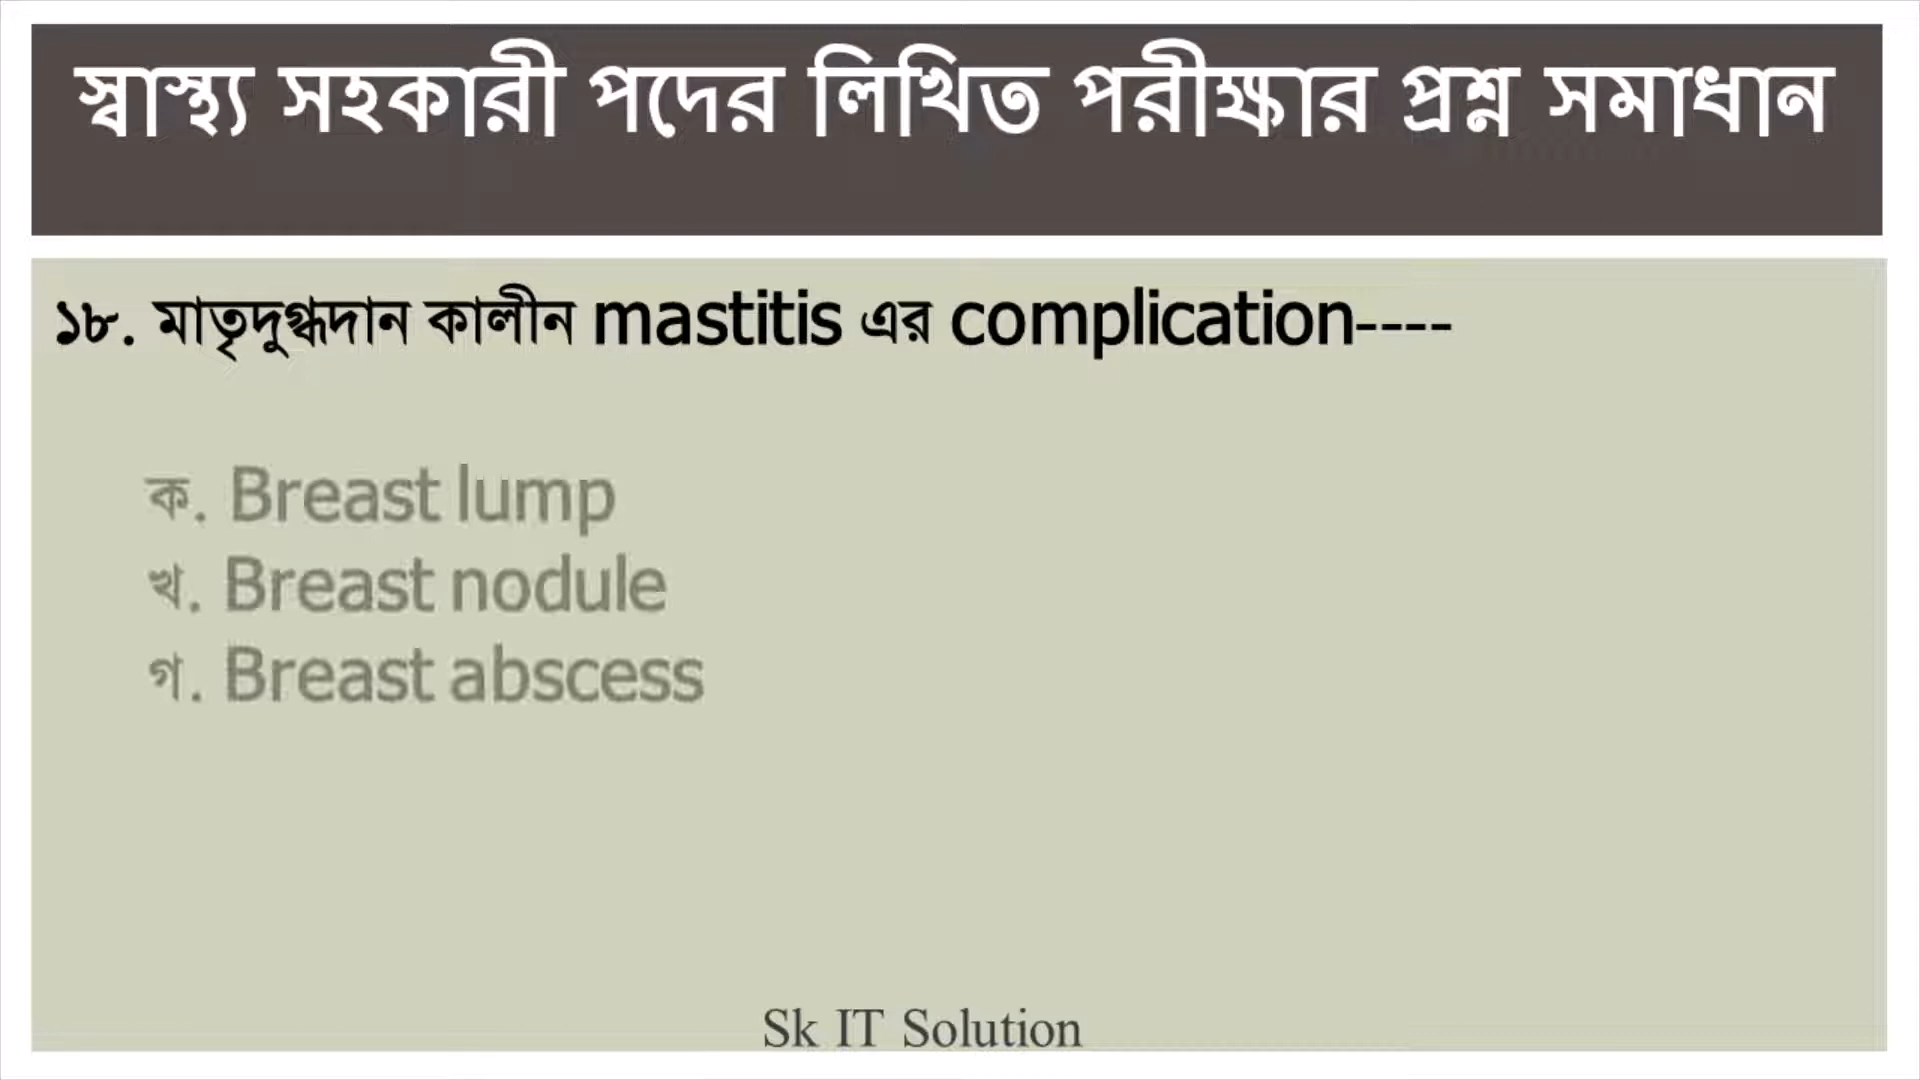 স্বাস্থ্য সহকারী পদের লিখিত পরীক্ষার প্রশ্ন সমাধান
১৮. মাতৃদুগ্ধদান কালীন mastitis এর complication----
ক. Breast lump
খ. Breast nodule
গ. Breast abscess
Sk IT Solution